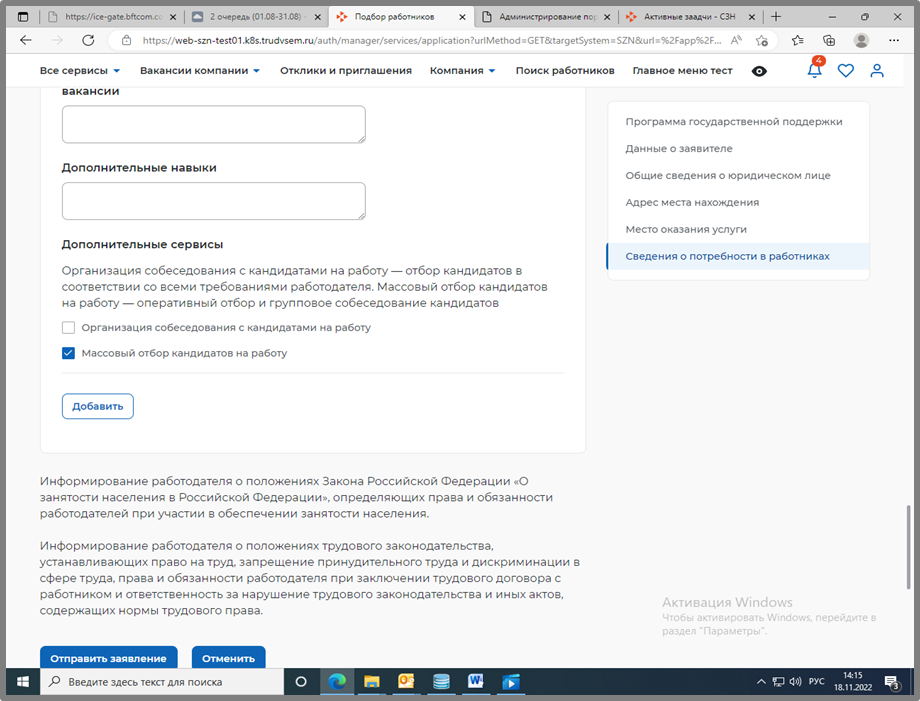 https://ice-gate.bftcom.co
2 очередь (01.08-31.08) -
Подбор работников
Администрирование пор
Активные заадчи - СЗН
https://web-szn-test01.k8s.trudvsem.ru/auth/manager/services/application?urlMethod=GET&targetSystem=SZN&url=%2Fapp%2F...
Все сервисы
Вакансии компании
Отклики и приглашения
Компания
Поиск работников
Главное меню тест
4
вакансии
Дополнительные навыки
Дополнительные сервисы
Организация собеседования с кандидатами на работу — отбор кандидатов в
соответствии со всеми требованиями работодателя. Массовый отбор кандидатов
на работу — оперативный отбор и групповое собеседование кандидатов
Организация собеседования с кандидатами на работу
Массовый отбор кандидатов на работу
Добавить
Программа государственной поддержки
Данные о заявителе
Общие сведения о юридическом лице
Адрес места нахождения
Место оказания услуги
Сведения о потребности в работниках
Информирование работодателя о положениях Закона Российской Федерации «О
занятости населения в Российской Федерации», определяющих права и обязанности
работодателей при участии в обеспечении занятости населения.
Информирование работодателя о положениях трудового законодательства,
устанавливающих право на труд, запрещение принудительного труда и дискриминации в
сфере труда, права и обязанности работодателя при заключении трудового договора с
работником и ответственность за нарушение трудового законодательства и иных актов,
содержащих нормы трудового права.
Активация Windows
Чтобы активировать Windows, перейдите в
раздел "Параметры".
Отправить заявление
Отменить
Введите здесь текст для поиска
РУС
14:15
18.11.2022
3